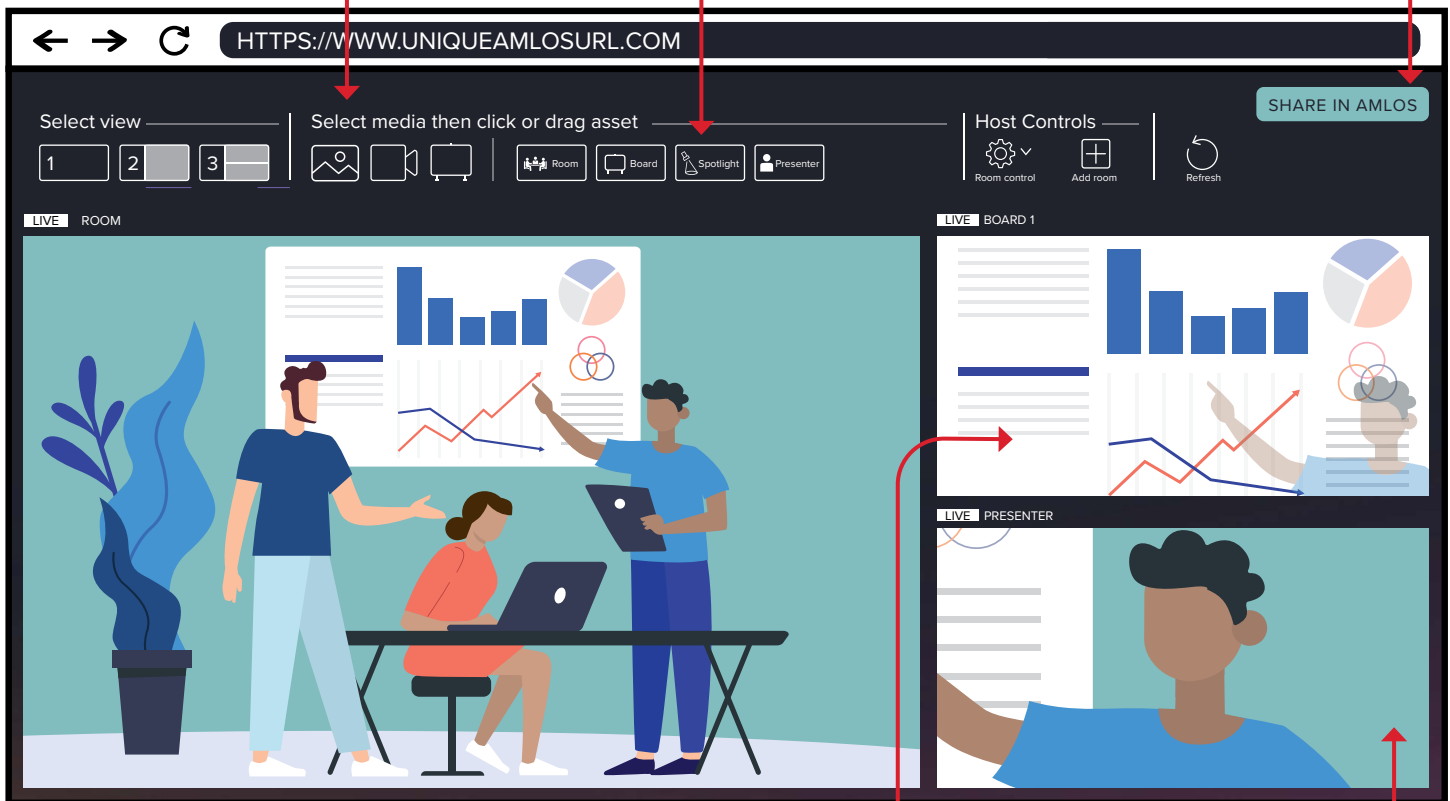 HTTPS://WWW.UNIQUEAMLOSURL.COM
SHARE IN AMLOS
Select view
Select media then click or drag asset
Host Controls
1
2
3
Room
Board
Spotlight
Presenter
Room control
Add room
Refresh
LIVE ROOM
LIVE BOARD 1
LIVE PRESENTER